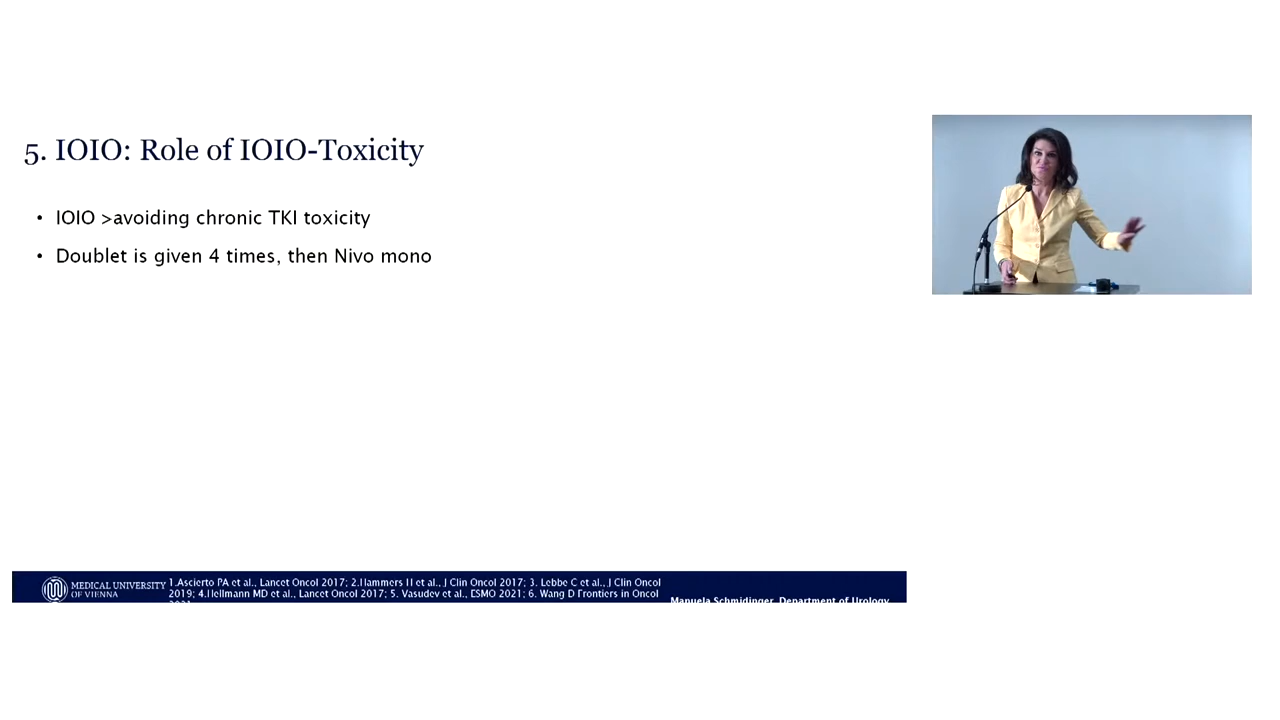 5. IOIO: Role of IOIO-Toxicity
• IOIO >avoiding chronic TKI toxicity
• Doublet is given 4 times, then Nivo mono
MEDICAL UNIVERSITY
OF VIENNA
1.Ascierto PA et al., Lancet Oncol 2017; 2.Hammers H et al., J Clin Oncol 2017; 3. Lebbe C et al., J Clin Oncol
2019; 4.Hellmann MD et al., Lancet Oncol 2017; 5. Vasudev et al., ESMO 2021; 6. Wang D Frontiers in Oncol
Manuela Schmidinger, Department of Urology